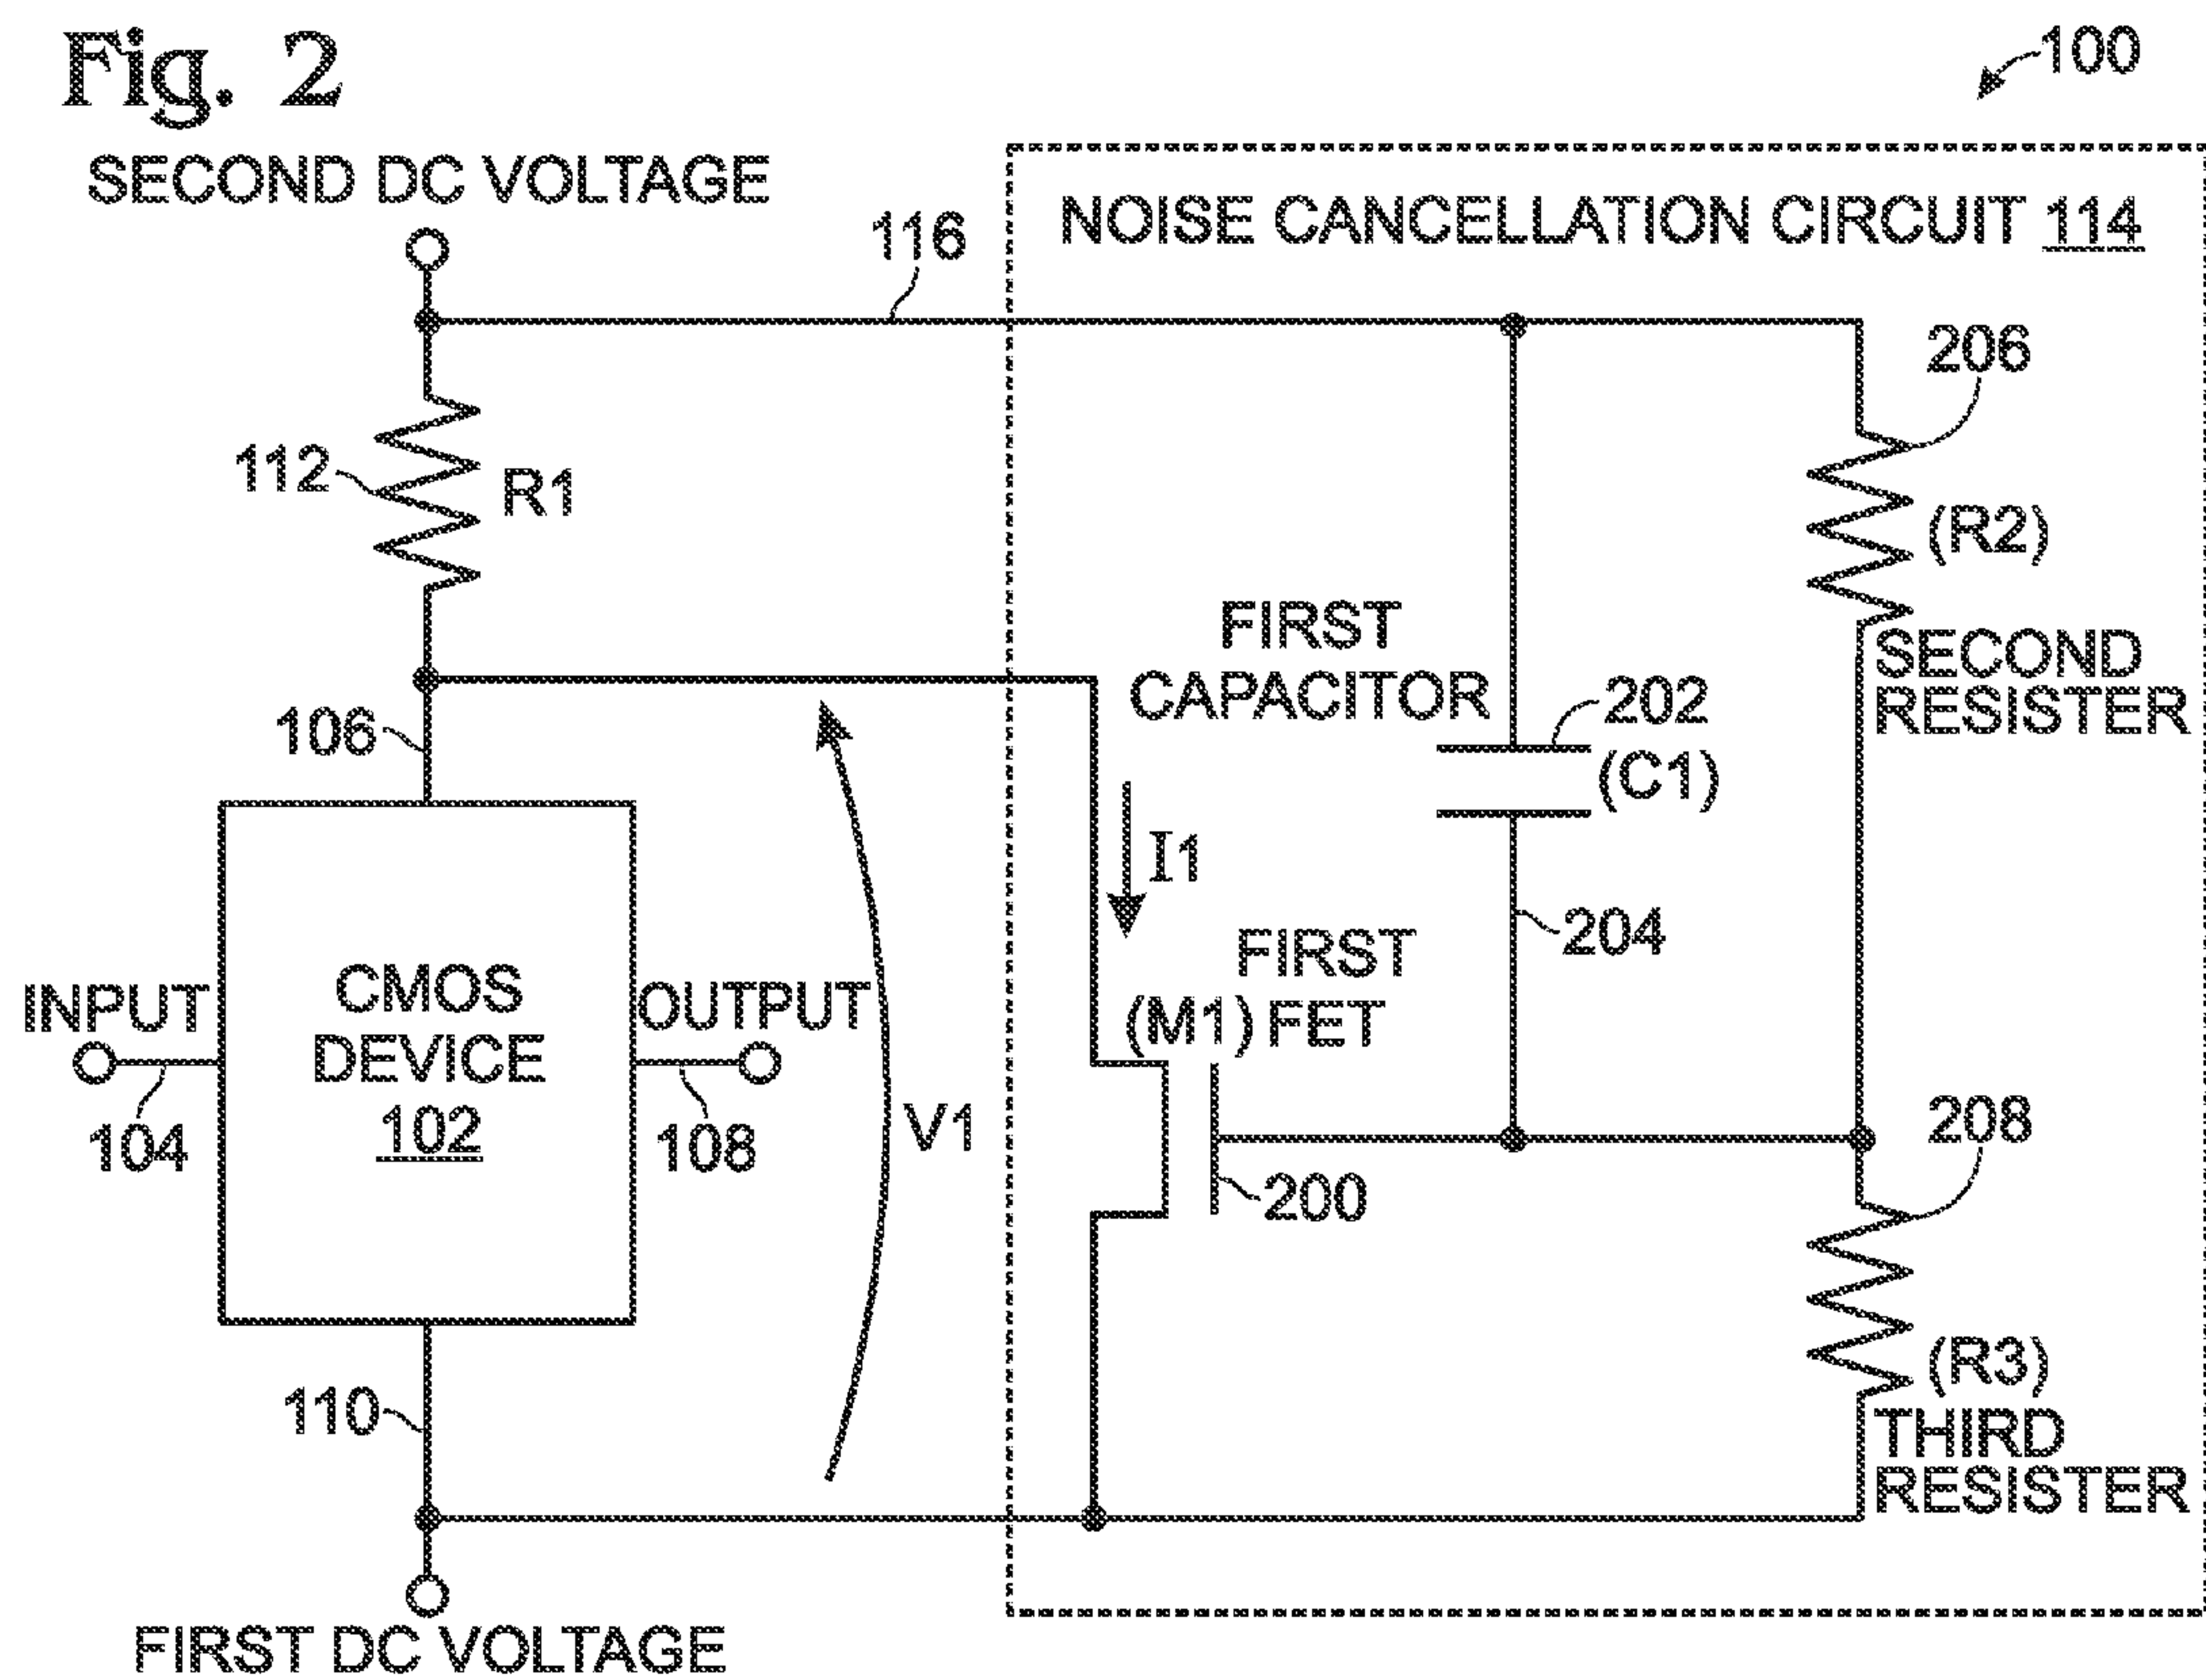 Fig. 2
100
SECOND DC VOLTAGE
NOISE CANCELLATION CIRCUIT 114
116
206
112
R1
(R2)
FIRST
CAPACITOR
SECOND
RESISTER
202
(C1)
106
I1
204
FIRST
(M1) FET
INPUT
CMOS
DEVICE
102
OUTPUT
104
108
V1
200
208
110
(R3)
THIRD
RESISTER
FIRST DC VOLTAGE